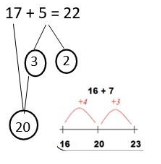 17 + 5 = 22
3 2
20
16 + 7
+4 +3
16 20 23